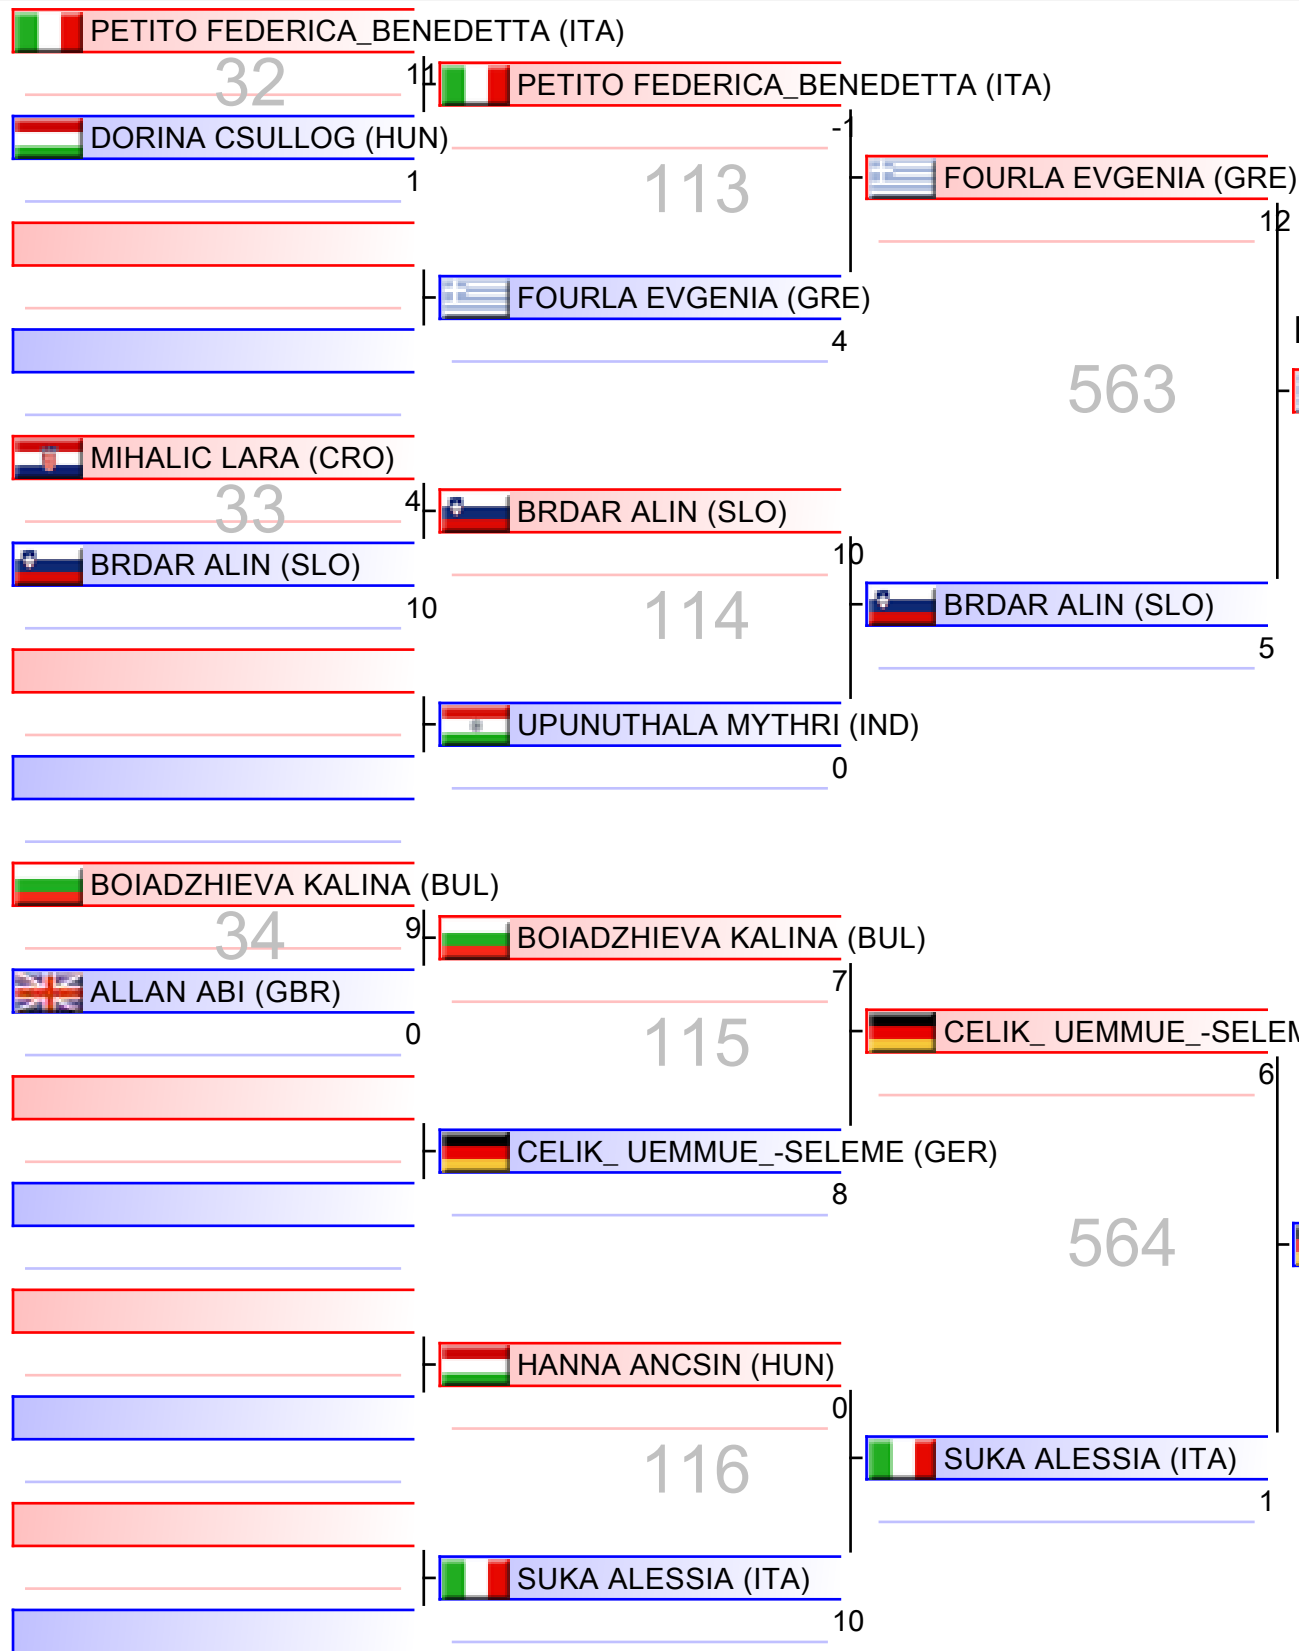 PETITO FEDERICA_BENEDETTA (ITA)
32
11
DORINA CSULLOG (HUN)
1
MIHALIC LARA (CRO)
33
4
BRDAR ALIN (SLO)
10
BOIADZHIEVA KALINA (BUL)
34
9
ALLAN ABI (GBR)
0
PETITO FEDERICA_BENEDETTA (ITA)
-1
113
FOURLA EVGENIA (GRE)
4
BRDAR ALIN (SLO)
10
114
UPUNUTHALA MYTHRI (IND)
0
BOIADZHIEVA KALINA (BUL)
7
115
CELIK_ UEMMUE_-SELEME (GER)
8
HANNA ANCSIN (HUN)
0
116
SUKA ALESSIA (ITA)
10
FOURLA EVGENIA (GRE)
12
563
BRDAR ALIN (SLO)
5
CELIK_ UEMMUE_-SELEM
6
564
SUKA ALESSIA (ITA)
1